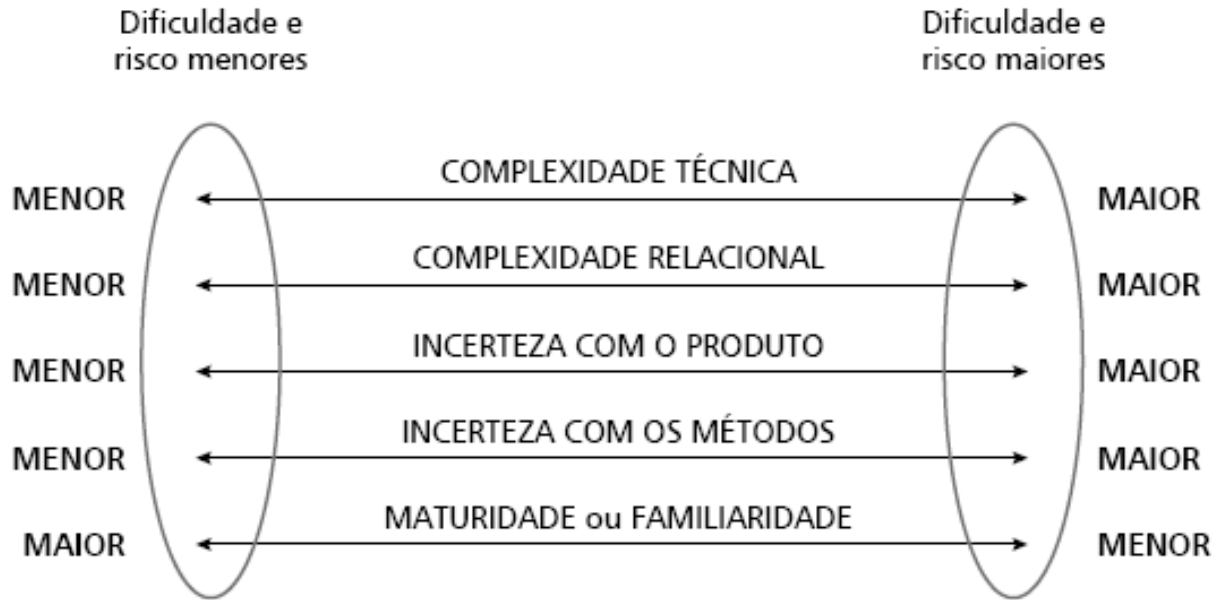 Dificuldade e
risco menores
Dificuldade e
risco maiores
COMPLEXIDADE TÉCNICA
MENOR MAIOR
COMPLEXIDADE RELACIONAL
MENOR MAIOR
INCERTEZA COM O PRODUTO
MENOR MAIOR
INCERTEZA COM OS MÉTODOS
MENOR MAIOR
MATURIDADE ou FAMILIARIDADE
MAIOR MENOR